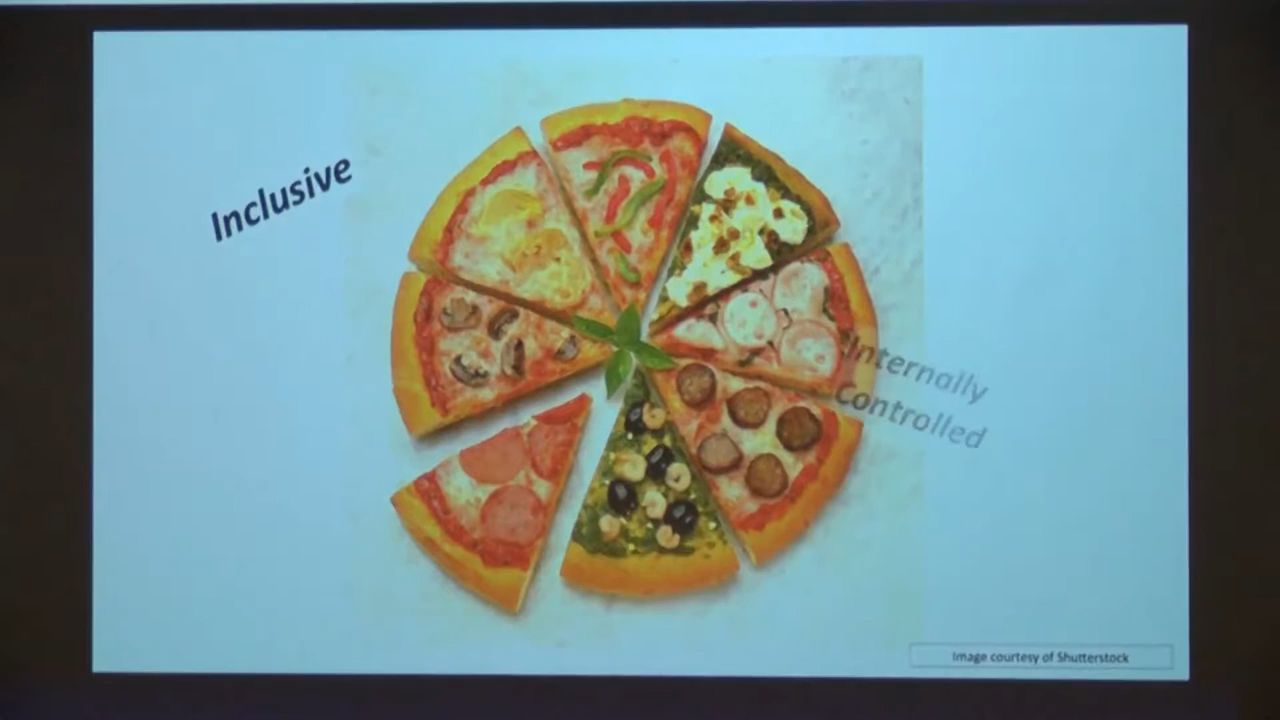 Inclusive
Internally
Controlled
Image courtesy of Shutterstock